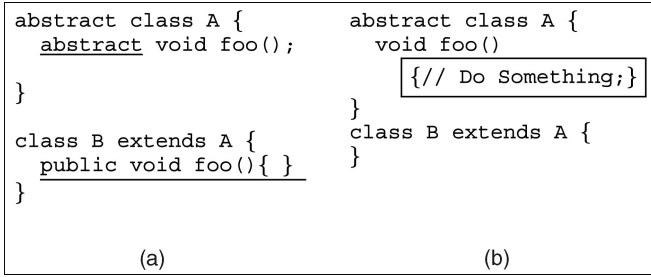 abstract class A {
abstract void foo();
}
class B extends A {
public void foo(){ }
}
(a)
abstract class A {
void foo()
{// Do Something;}
}
class B extends A {
}
(b)